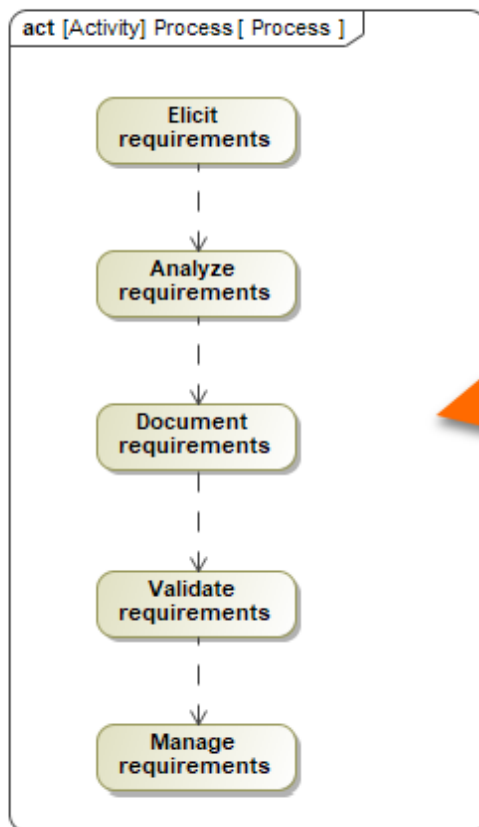 act [Activity] Process [ Process ]
Elicit
requirements
Analyze
requirements
Document
requirements
Validate
requirements
Manage
requirements